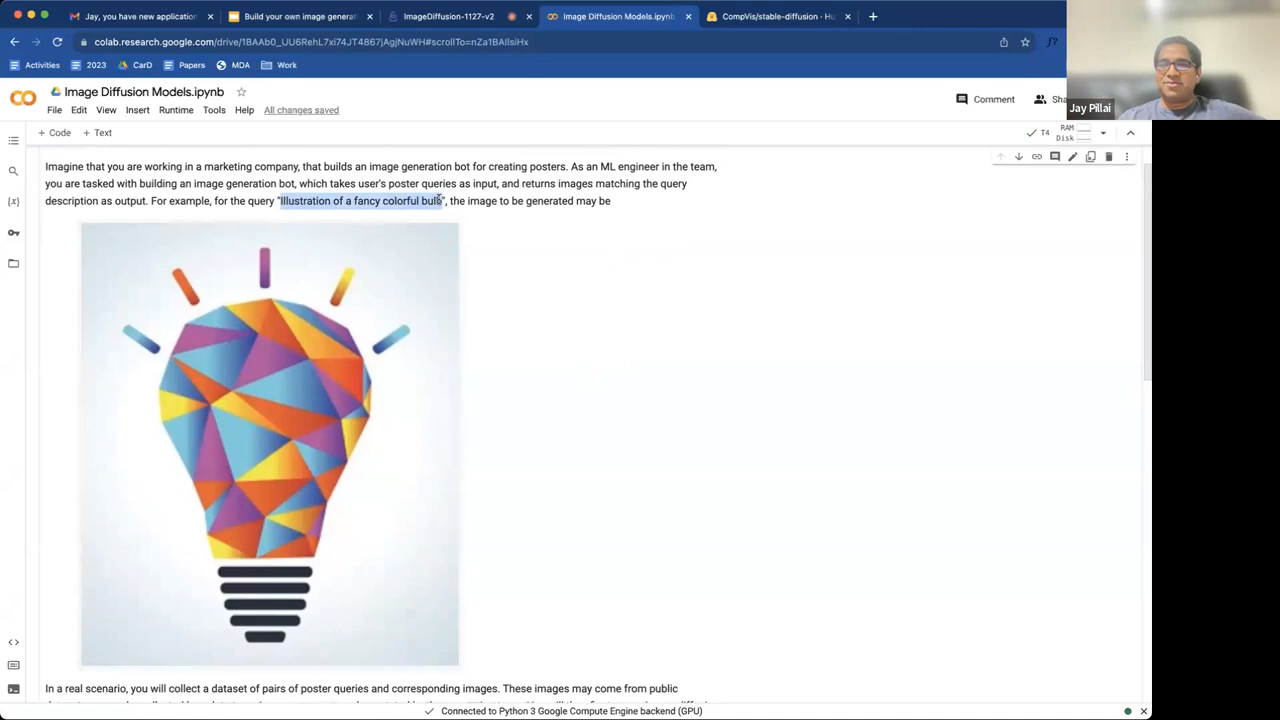 Jay, you have new application
Build your own image generat
ImageDiffusion-1127-v2
Image Diffusion Models.ipynb
CompVis/stable-diffusion - Hu
colab.research.google.com/drive/1BAAb0_UU6RehL7xi74JT4867jAgjNuWH#scrollTo=nZa1BAIlsiHx
Activities
2023
CarD
Papers
MDA
Work
Jay Pillai
Image Diffusion Models.ipynb
File Edit View Insert Runtime Tools Help All changes saved
Comment
Sha
+ Code + Text
T4
RAM
Disk
Imagine that you are working in a marketing company, that builds an image generation bot for creating posters. As an ML engineer in the team,
you are tasked with building an image generation bot, which takes user's poster queries as input, and returns images matching the query
description as output. For example, for the query "Illustration of a fancy colorful bulb", the image to be generated may be
In a real scenario, you will collect a dataset of pairs of poster queries and corresponding images. These images may come from public
Connected to Python 3 Google Compute Engine backend (GPU)